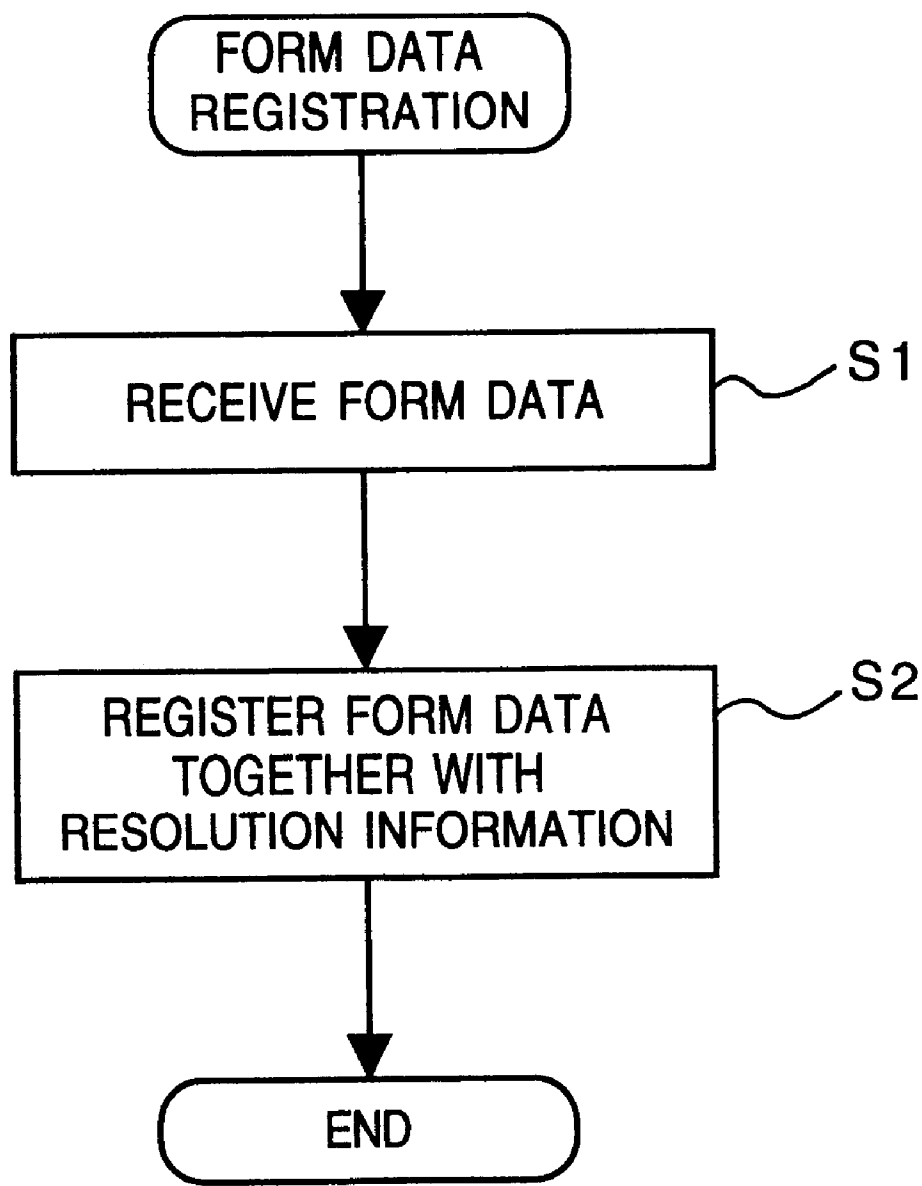 FORM DATA
REGISTRATION
RECEIVE FORM DATA
S1
REGISTER FORM DATA
TOGETHER WITH
RESOLUTION INFORMATION
S2
END